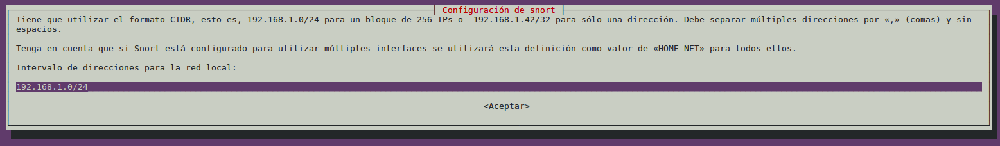 Configuración de snort
Tiene que utilizar el formato CIDR, esto es, 192.168.1.0/24 para un bloque de 256 IPs o  192.168.1.42/32 para sólo una dirección. Debe separar múltiples direcciones por «,» (comas) y sin
espacios.
Tenga en cuenta que si Snort está configurado para utilizar múltiples interfaces se utilizará esta definición como valor de «HOME_NET» para todos ellos.
Intervalo de direcciones para la red local:
192.168.1.0/24
<Aceptar>